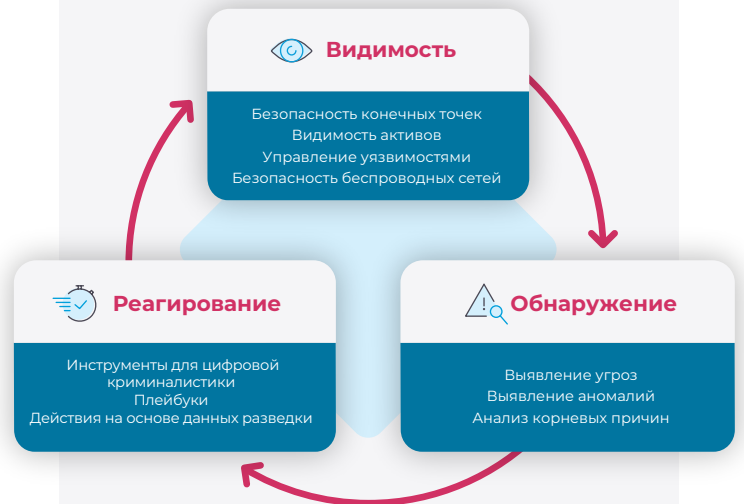 Видимость
Безопасность конечных точек
Видимость активов
Управление уязвимостями
Безопасность беспроводных сетей
Реагирование
Инструменты для цифровой
криминалистики
Плейбуки
Действия на основе данных разведки
Обнаружение
Выявление угроз
Выявление аномалий
Анализ корневых причин